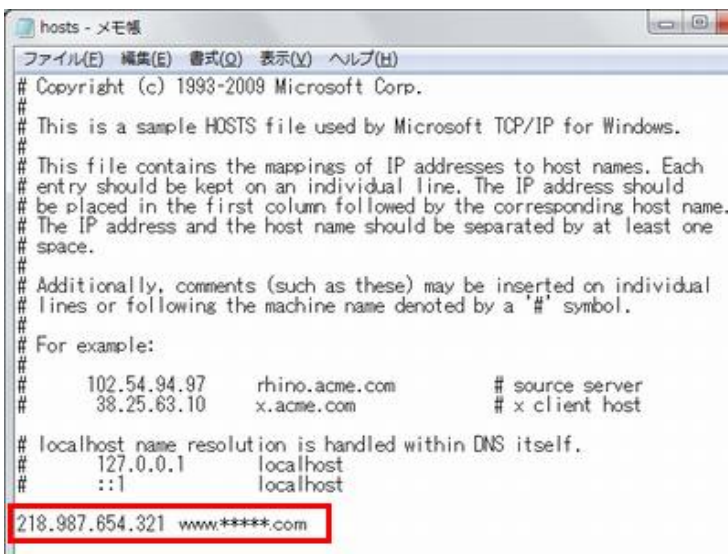 hosts - メモ帳
ファイル(F) 編集(E) 書式(O) 表示(V) ヘルプ(H)
# Copyright (c) 1993-2009 Microsoft Corp.
#
# This is a sample HOSTS file used by Microsoft TCP/IP for Windows.
#
# This file contains the mappings of IP addresses to host names. Each
# entry should be kept on an individual line. The IP address should
# be placed in the first column followed by the corresponding host name.
# The IP address and the host name should be separated by at least one
# space.
#
# Additionally, comments (such as these) may be inserted on individual
# lines or following the machine name denoted by a '#' symbol.
#
# For example:
#
# 102.54.94.97 rhino.acme.com # source server
# 38.25.63.10 x.acme.com # x client host
# localhost name resolution is handled within DNS itself.
# 127.0.0.1 localhost
# ::1 localhost
218.987.654.321 www.*****.com